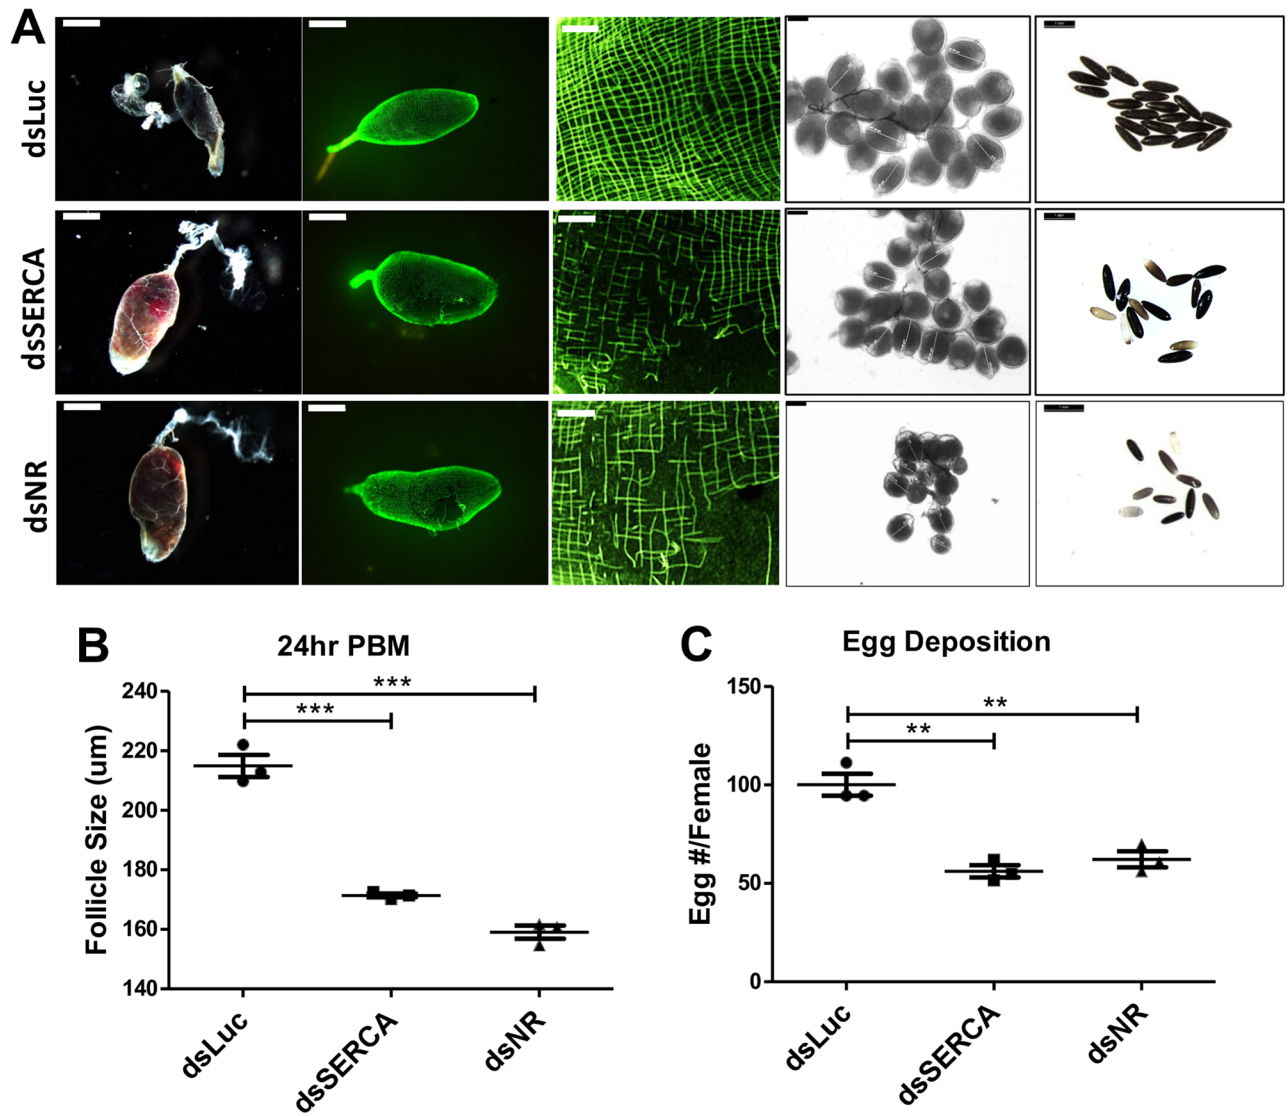 A
dsLuc
dsSERCA
dsNR
B
24hr PBM
Follicle Size (um)
240
220
200
180
160
140
***
***
dsLuc
dsSERCA
dsNR
C
Egg Deposition
Egg #/Female
150
100
50
0
**
**
dsLuc
dsSERCA
dsNR